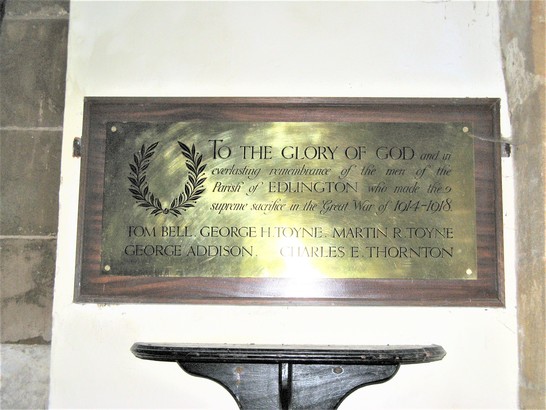 TO THE GLORY OF GOD and in
everlasting remembrance of the men of the
Parish of EDLINGTON who made the
supreme sacrifice in the Great War of 1914-1918
TOM BELL. GEORGE H. TOYNE. MARTIN R. TOYNE
GEORGE ADDISON. CHARLES E. THORNTON